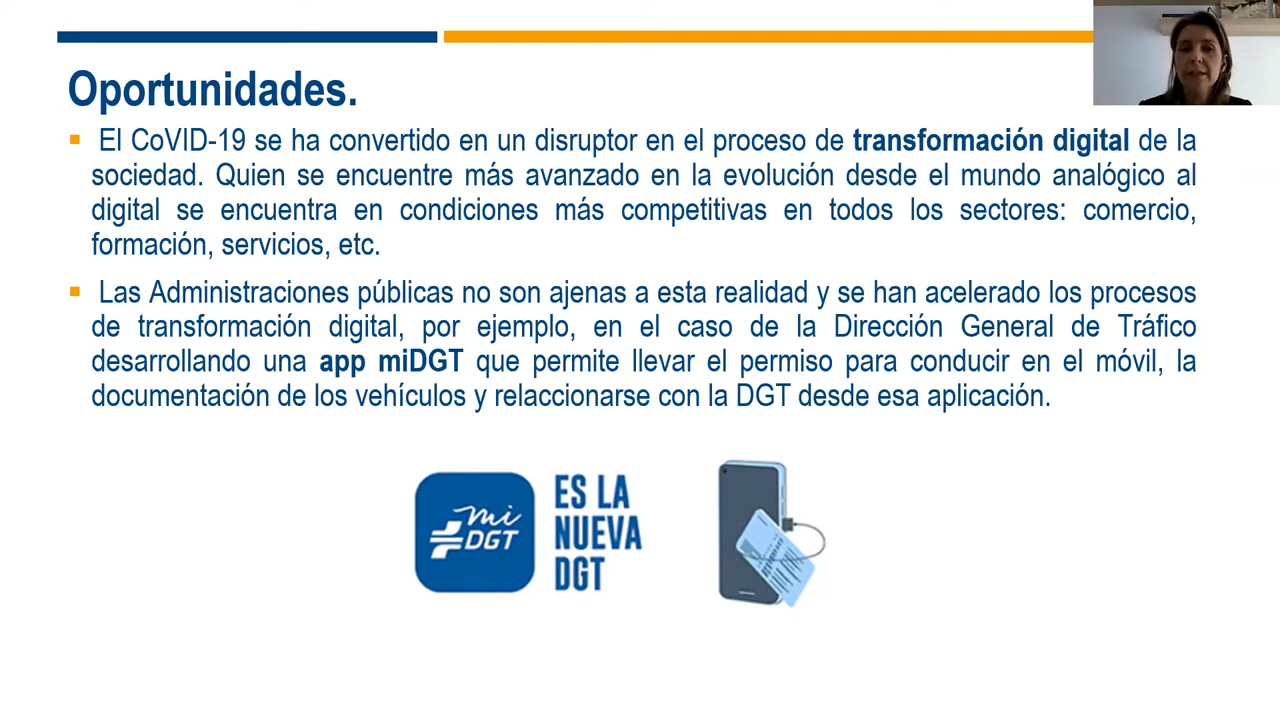 Oportunidades.
El CoVID-19 se ha convertido en un disruptor en el proceso de transformación digital de la
sociedad. Quien se encuentre más avanzado en la evolución desde el mundo analógico al
digital se encuentra en condiciones más competitivas en todos los sectores: comercio,
formación, servicios, etc.
Las Administraciones públicas no son ajenas a esta realidad y se han acelerado los procesos
de transformación digital, por ejemplo, en el caso de la Dirección General de Tráfico
desarrollando una app miDGT que permite llevar el permiso para conducir en el móvil, la
documentación de los vehículos y relaccionarse con la DGT desde esa aplicación.
mi
DGT
ES LA
NUEVA
DGT